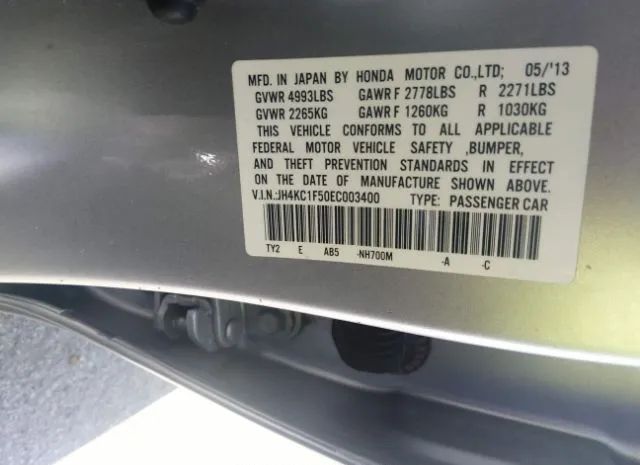 MFD. IN JAPAN BY HONDA MOTOR CO.,LTD; 05/'13
GVWR 4993LBS GAWR F 2778LBS R 2271LBS
GVWR 2265KG GAWR F 1260KG R 1030KG
THIS VEHICLE CONFORMS TO ALL APPLICABLE
FEDERAL MOTOR VEHICLE SAFETY ,BUMPER,
AND THEFT PREVENTION STANDARDS IN EFFECT
ON THE DATE OF MANUFACTURE SHOWN ABOVE.
V.I.N.:JH4KC1F50EC003400 TYPE: PASSENGER CAR
TY2 E AB5 -NH700M -A -C